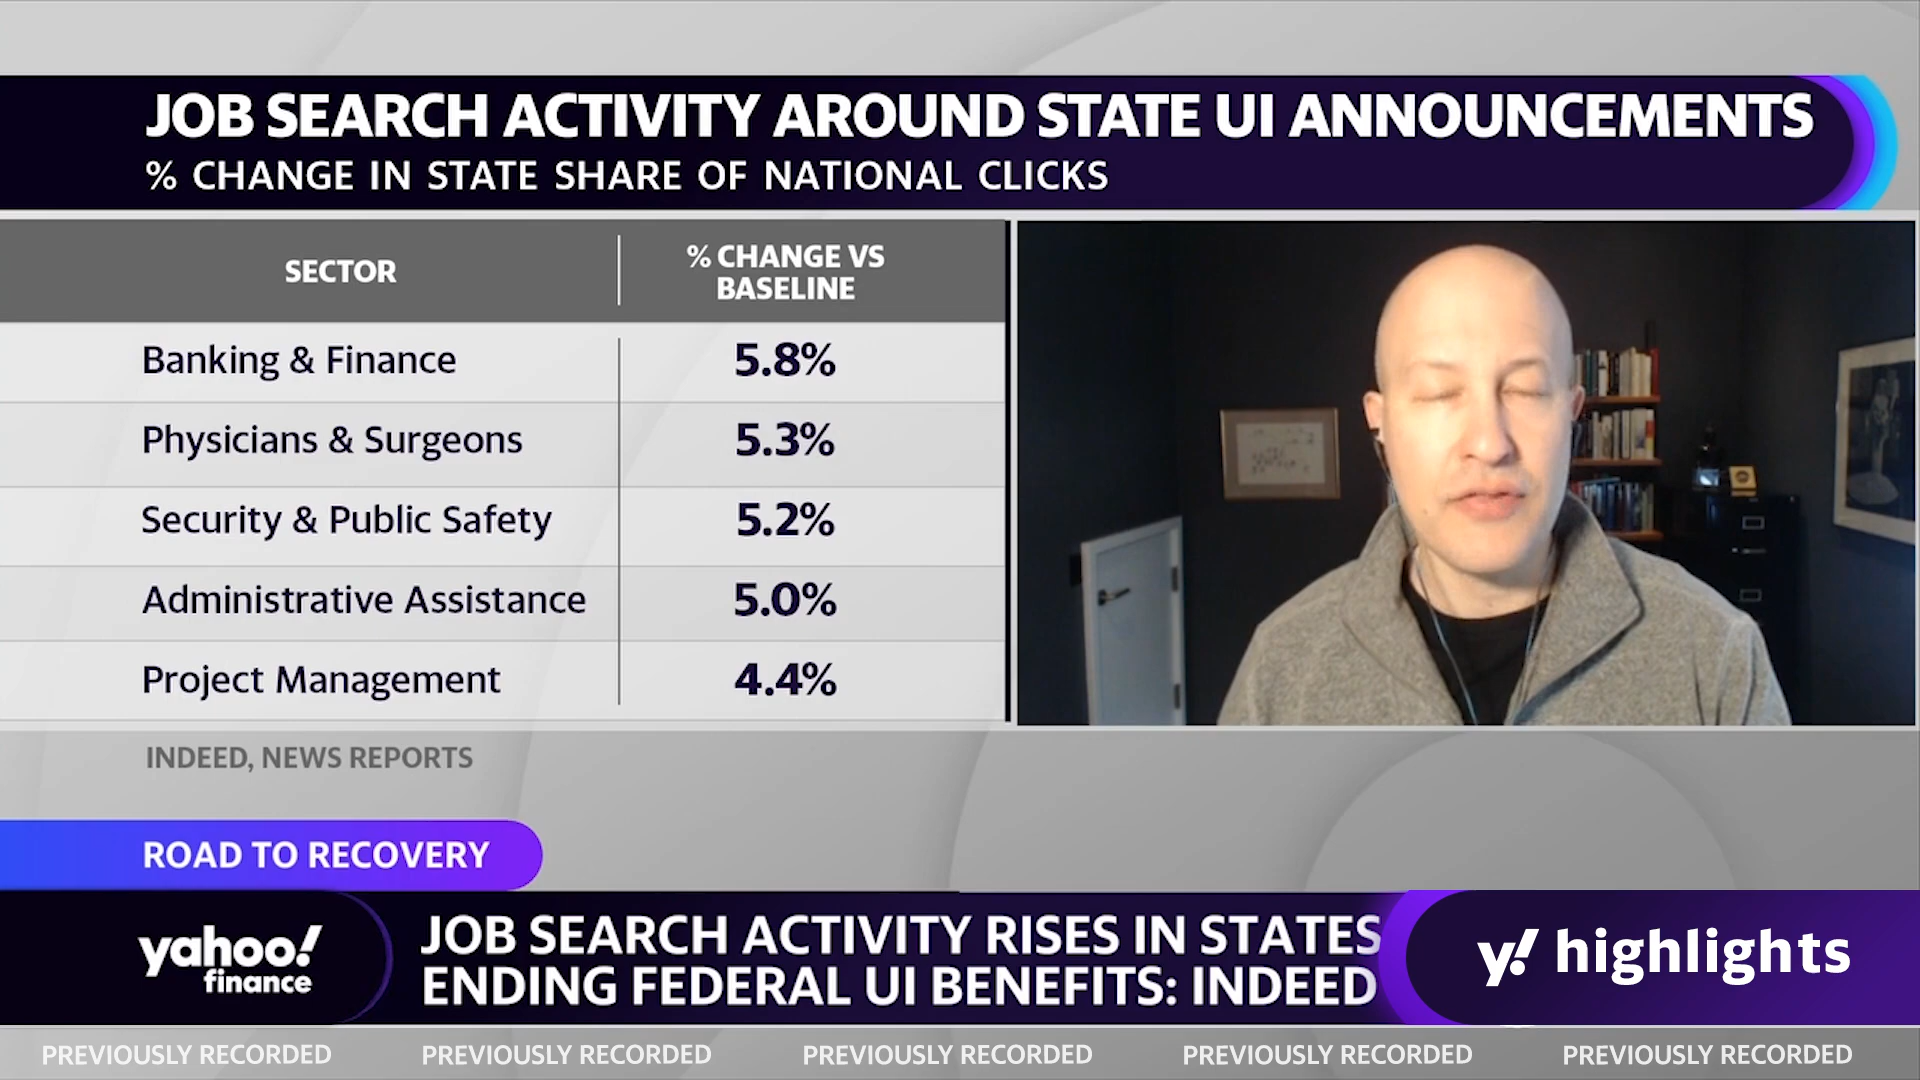 JOB SEARCH ACTIVITY AROUND STATE UI ANNOUNCEMENTS
% CHANGE IN STATE SHARE OF NATIONAL CLICKS
SECTOR
% CHANGE VS
BASELINE
Banking & Finance 5.8%
Physicians & Surgeons 5.3%
Security & Public Safety 5.2%
Administrative Assistance 5.0%
Project Management 4.4%
INDEED, NEWS REPORTS
ROAD TO RECOVERY
yahoo!
finance
JOB SEARCH ACTIVITY RISES IN STATES
ENDING FEDERAL UI BENEFITS: INDEED
y! highlights
PREVIOUSLY RECORDED PREVIOUSLY RECORDED PREVIOUSLY RECORDED PREVIOUSLY RECORDED PREVIOUSLY RECORDED